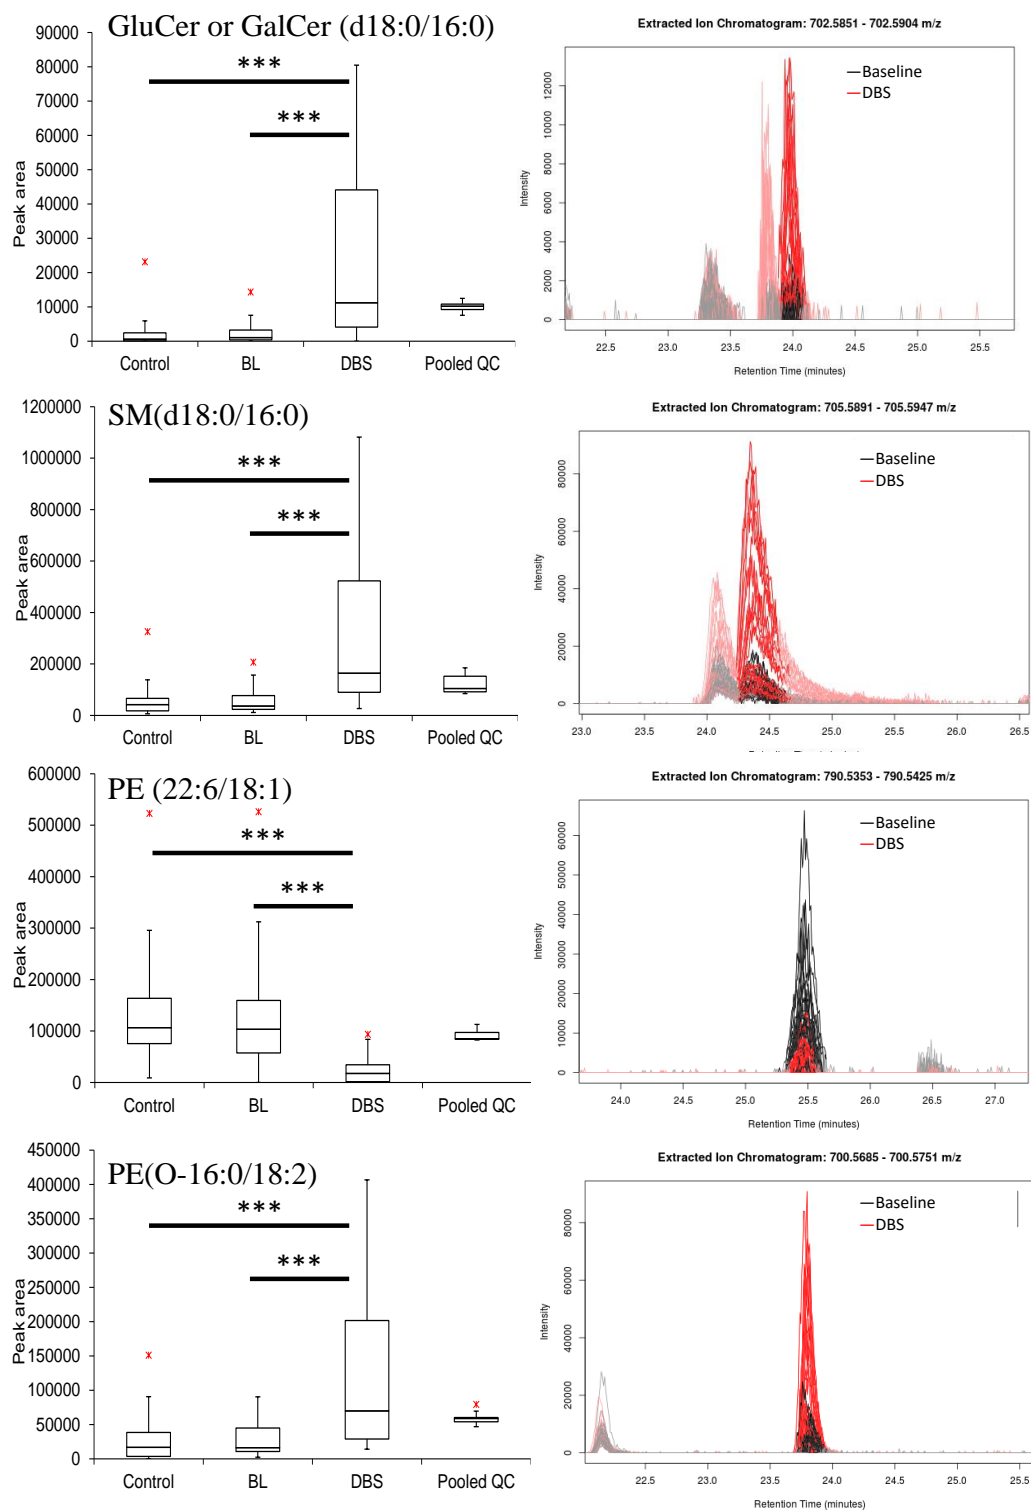 GluCer or GalCer (d18:0/16:0)
Peak area
90000
80000
70000
60000
50000
40000
30000
20000
10000
0
***
***
Control BL DBS Pooled QC
Extracted Ion Chromatogram: 702.5851 - 702.5904 m/z
Intensity
12000
10000
8000
6000
4000
2000
0
Baseline
DBS
22.5 23.0 23.5 24.0 24.5 25.0 25.5
Retention Time (minutes)
SM(d18:0/16:0)
Peak area
1200000
1000000
800000
600000
400000
200000
0
***
***
Control BL DBS Pooled QC
Extracted Ion Chromatogram: 705.5891 - 705.5947 m/z
Intensity
80000
60000
40000
20000
0
Baseline
DBS
23.0 23.5 24.0 24.5 25.0 25.5 26.0 26.5
PE (22:6/18:1)
Peak area
600000
500000
400000
300000
200000
100000
0
***
***
Control BL DBS Pooled QC
Extracted Ion Chromatogram: 790.5353 - 790.5425 m/z
Intensity
60000
50000
40000
30000
20000
10000
0
Baseline
DBS
24.0 24.5 25.0 25.5 26.0 26.5 27.0
Retention Time (minutes)
PE(O-16:0/18:2)
Peak area
450000
400000
350000
300000
250000
200000
150000
100000
50000
0
***
***
Control BL DBS Pooled QC
Extracted Ion Chromatogram: 700.5685 - 700.5751 m/z
Intensity
80000
60000
40000
20000
0
Baseline
DBS
22.5 23.0 23.5 24.0 24.5 25.0 25.5
Retention Time (minutes)